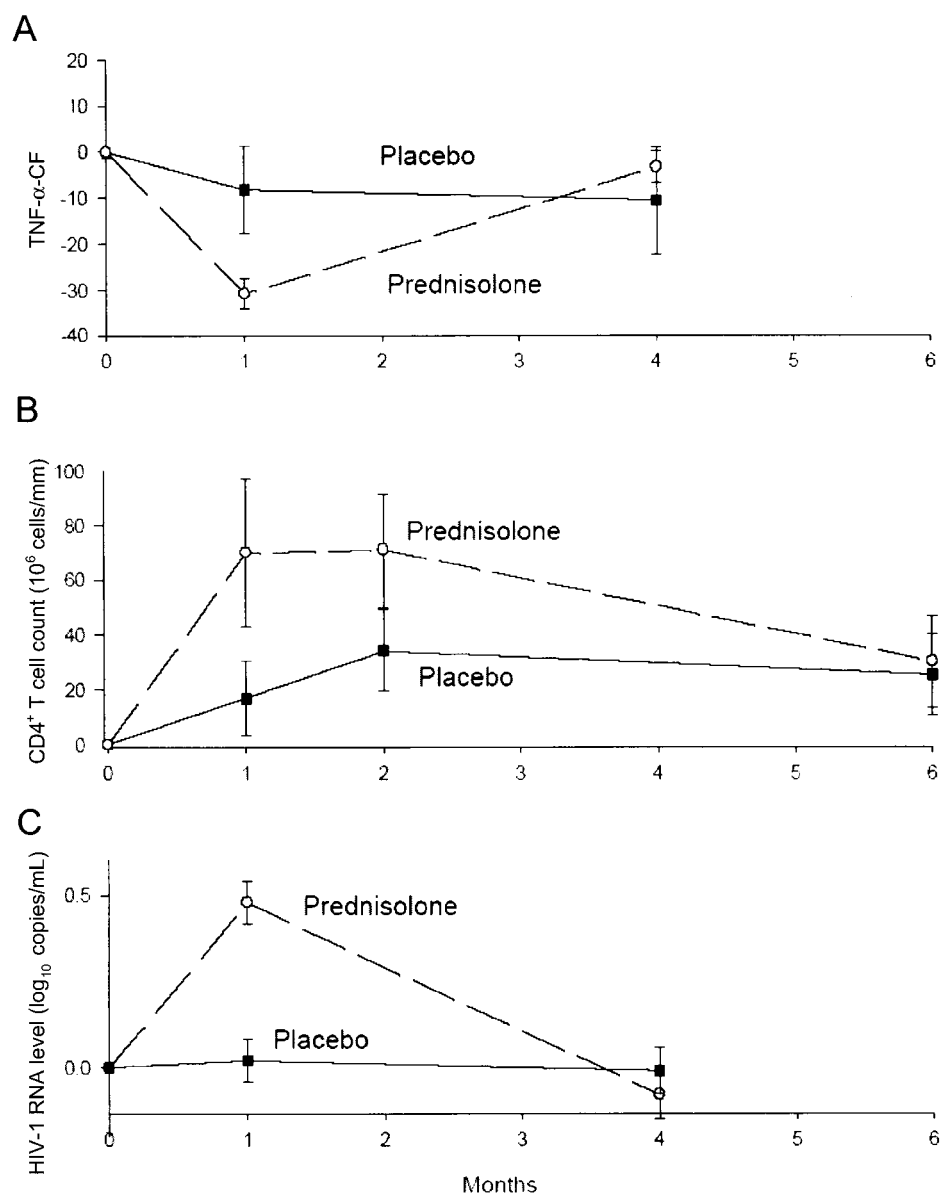 A
20
10
0
-10
-20
-30
-40
TNF-α-CF
Placebo
Prednisolone
0 1 2 3 4 5 6
B
100
80
60
40
20
0
CD4⁺ T cell count (10⁶ cells/mm)
Prednisolone
Placebo
0 1 2 3 4 5 6
C
0.5
0.0
HIV-1 RNA level (log₁₀ copies/mL)
Prednisolone
Placebo
0 1 2 3 4 5 6
Months